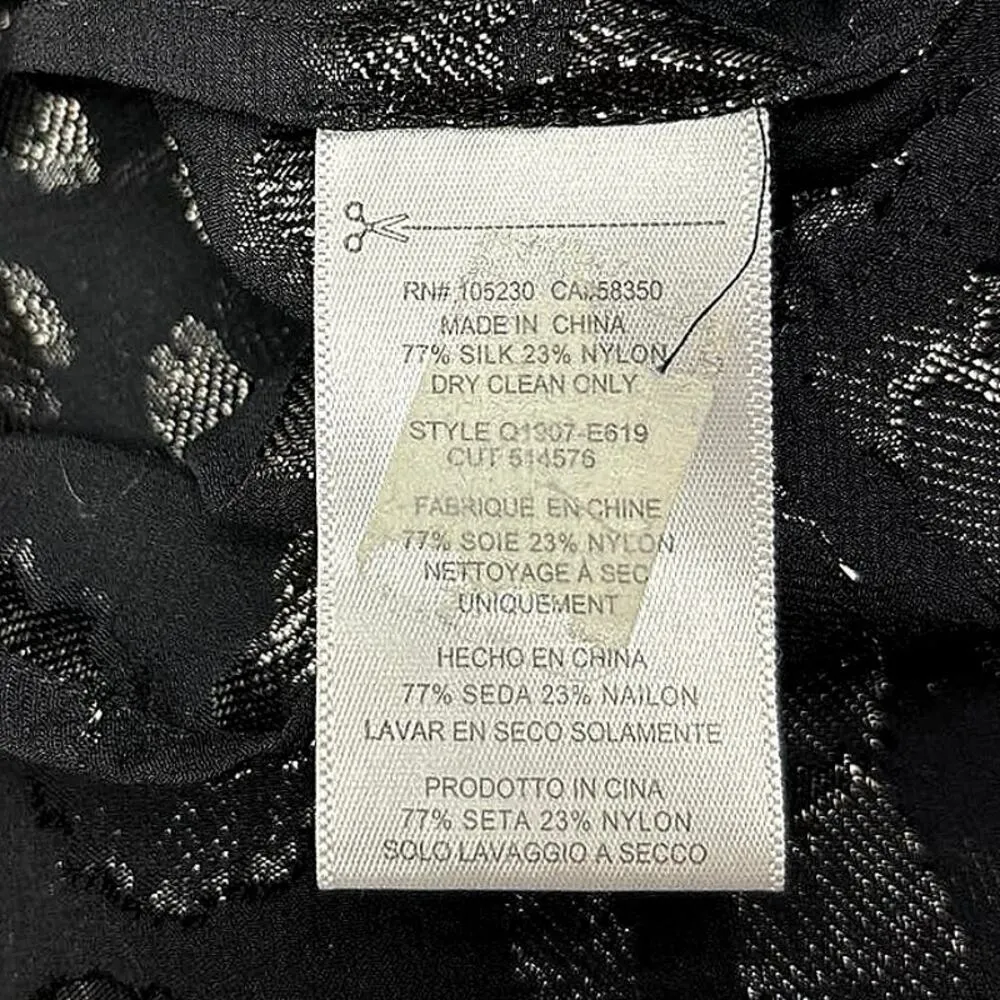 RN# 105230 CA#58350
MADE IN CHINA
77% SILK 23% NYLON
DRY CLEAN ONLY
STYLE Q1907-E619
CUT 514576
FABRIQUE EN CHINE
77% SOIE 23% NYLON
NETTOYAGE À SEC
UNIQUEMENT
HECHO EN CHINA
77% SEDA 23% NAILON
LAVAR EN SECO SOLAMENTE
PRODOTTO IN CINA
77% SETA 23% NYLON
SOLO LAVAGGIO A SECCO